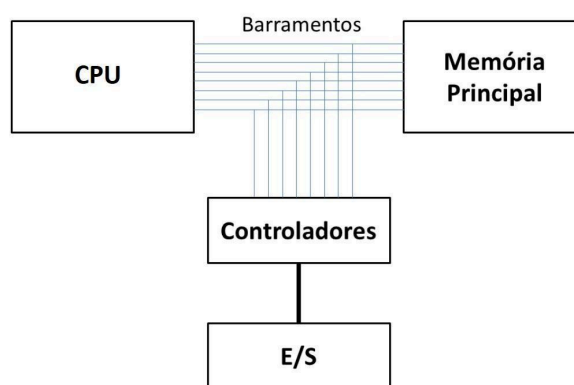 Barramentos
CPU
Memória
Principal
Controladores
E/S